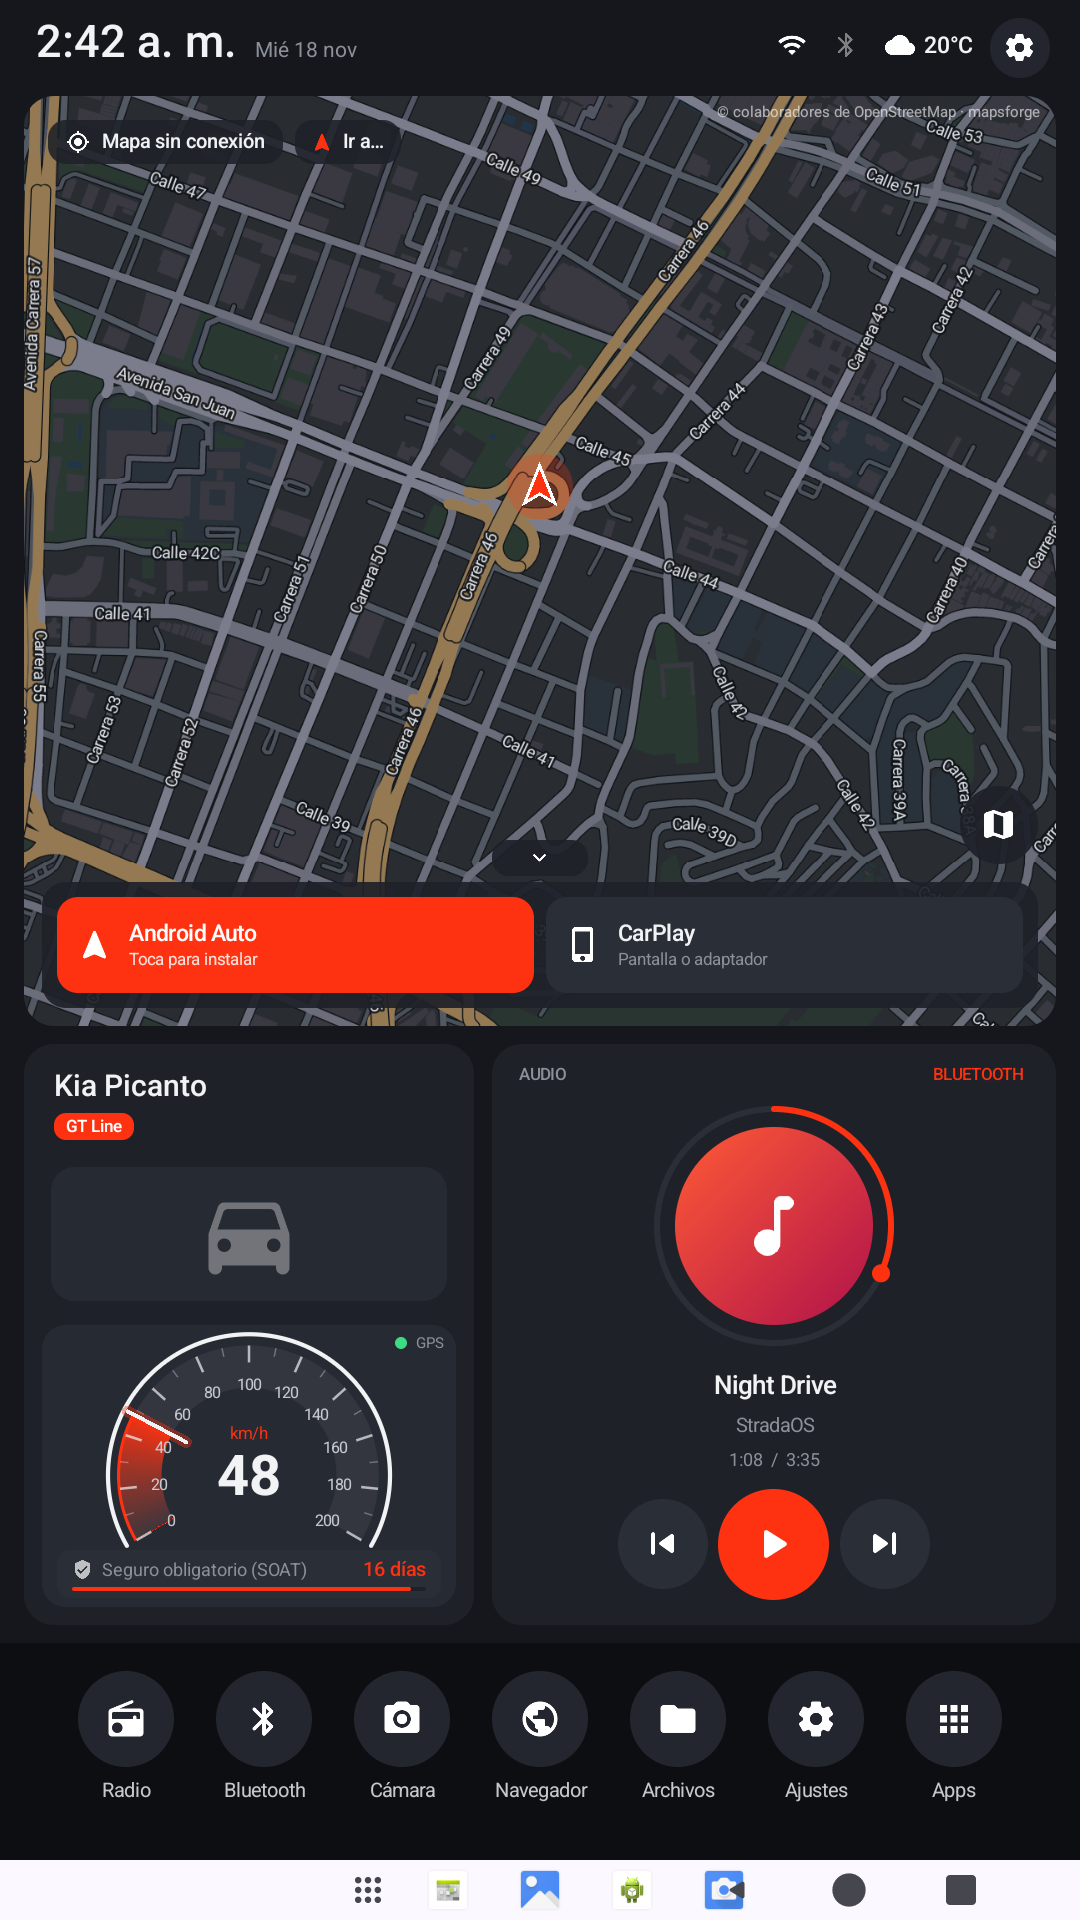 2:42 a. m.
Mié 18 nov
20°C
© colaboradores de OpenStreetMap · mapsforge
Mapa sin conexión
Ir a...
Calle 53
Calle 51
Calle 49
Calle 47
Carrera 46
Carrera 42
Carrera 43
Avenida Carrera 57
Carrera 49
Avenida San Juan
Carrera 44
Calle 45
Calle 42C
Carrera 51
Carrera 50
Carrera 46
Calle 44
Carrera 40
Calle 41
Carrera 55
Carrera 53
Carrera 52
Carrera 46
Calle 41
Calle 42
Calle 42
Carrera 39A
Calle 39
Calle 39D
Android Auto
Toca para instalar
CarPlay
Pantalla o adaptador
Kia Picanto
GT Line
GPS
0
20
40
60
80
100
120
140
160
180
200
km/h
48
Seguro obligatorio (SOAT)
16 días
AUDIO
BLUETOOTH
Night Drive
StradaOS
1:08 / 3:35
Radio
Bluetooth
Cámara
Navegador
Archivos
Ajustes
Apps